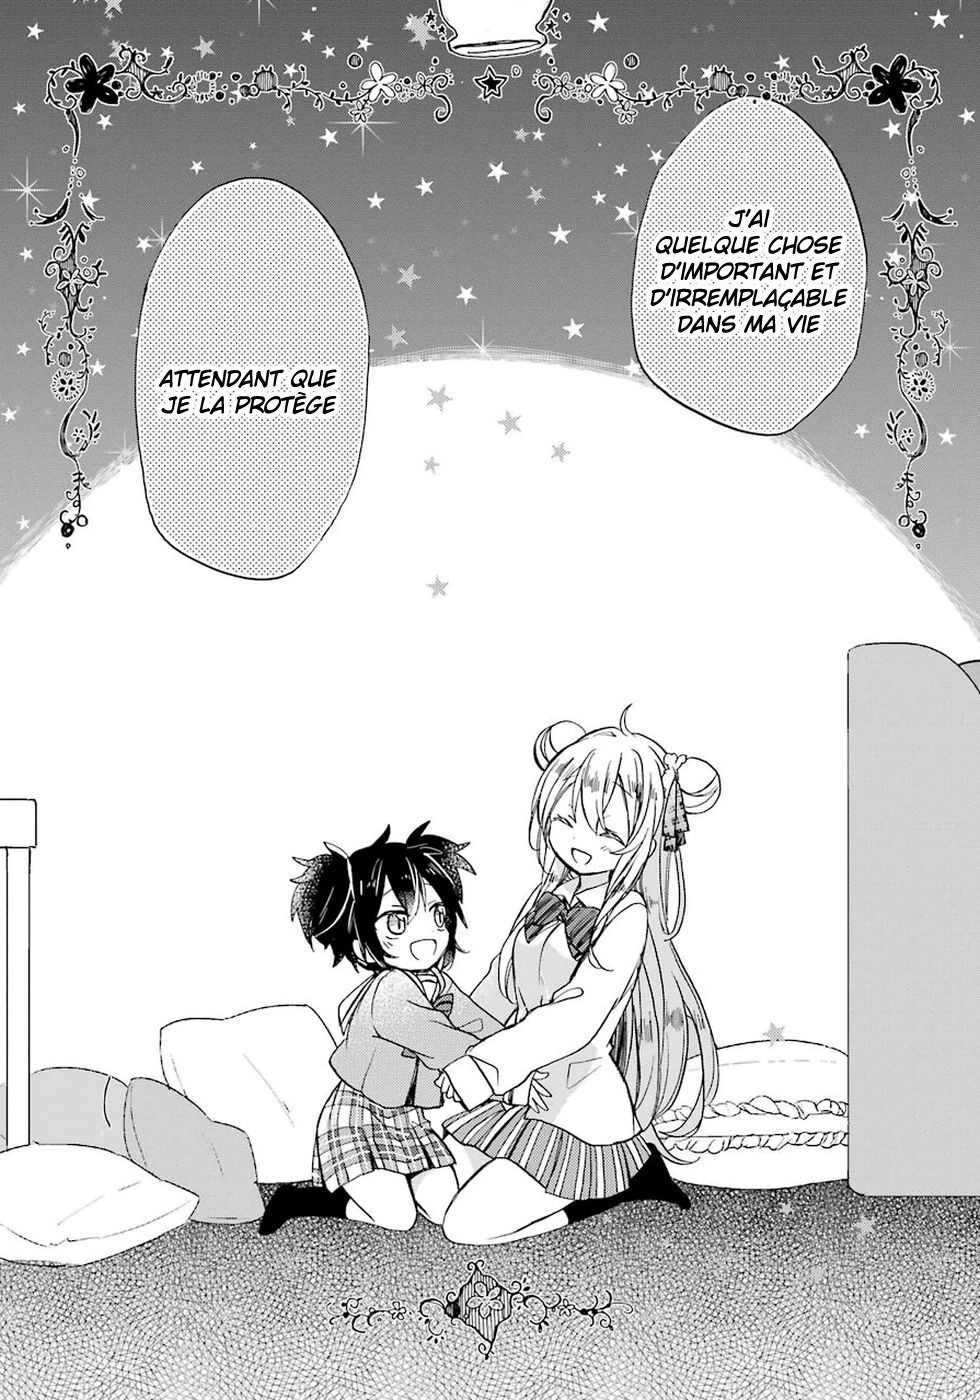 J'AI
QUELQUE CHOSE
D'IMPORTANT ET
D'IRREMPLAÇABLE
DANS MA VIE
ATTENDANT QUE
JE LA PROTÈGE